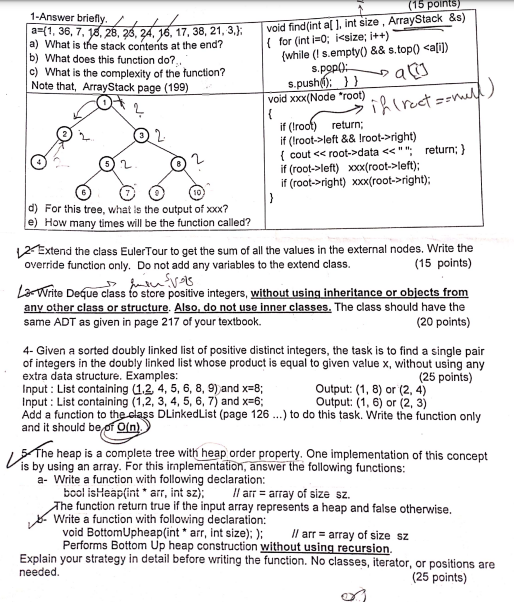 (15 points)
1-Answer briefly.
a={1, 36, 7, 18, 28, 23, 24, 16, 17, 38, 21, 3,};
a) What is the stack contents at the end?
b) What does this function do?
c) What is the complexity of the function?
Note that, ArrayStack page (199)
void find(int a[ ], int size , ArrayStack &s)
{ for (int i=0; i<size; i++)
{while (! s.empty() && s.top() <a[i])
s.pop();
a[i]
s.push(i); } }
void xxx(Node *root)
if(root==null)
{
if (!root) return;
if (!root->left && !root->right)
{ cout << root->data << " "; return; }
if (root->left) xxx(root->left);
if (root->right) xxx(root->right);
}
1 2
2 2 3 2
4 5 2 8 2
6 7 9 10
d) For this tree, what is the output of xxx?
e) How many times will be the function called?
2- Extend the class EulerTour to get the sum of all the values in the external nodes. Write the
override function only. Do not add any variables to the extend class. (15 points)
3- Write Deque class to store positive integers, without using inheritance or objects from
any other class or structure. Also, do not use inner classes. The class should have the
same ADT as given in page 217 of your textbook. (20 points)
4- Given a sorted doubly linked list of positive distinct integers, the task is to find a single pair
of integers in the doubly linked list whose product is equal to given value x, without using any
extra data structure. Examples: (25 points)
Input : List containing (1,2, 4, 5, 6, 8, 9) and x=8; Output: (1, 8) or (2, 4)
Input : List containing (1,2, 3, 4, 5, 6, 7) and x=6; Output: (1, 6) or (2, 3)
Add a function to the class DLinkedList (page 126 ...) to do this task. Write the function only
and it should be of O(n).
5- The heap is a complete tree with heap order property. One implementation of this concept
is by using an array. For this implementation, answer the following functions:
a- Write a function with following declaration:
bool isHeap(int * arr, int sz); // arr = array of size sz.
The function return true if the input array represents a heap and false otherwise.
b- Write a function with following declaration:
void BottomUpheap(int * arr, int size); ); // arr = array of size sz
Performs Bottom Up heap construction without using recursion.
Explain your strategy in detail before writing the function. No classes, iterator, or positions are
needed. (25 points)